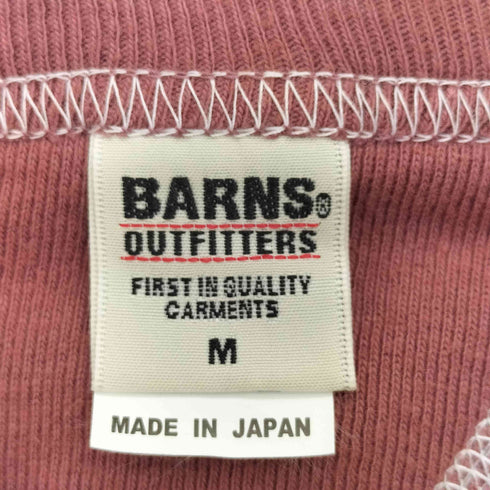 BARNS®
OUTFITTERS
FIRST IN QUALITY
GARMENTS
M
MADE IN JAPAN